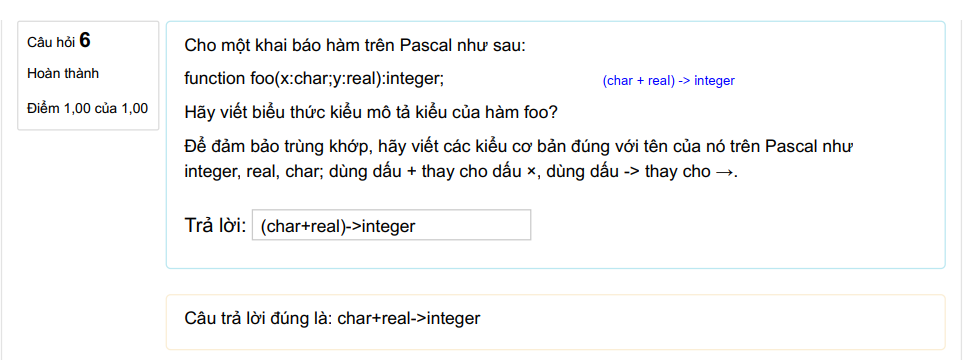 Câu hỏi 6
Hoàn thành
Điểm 1,00 của 1,00
Cho một khai báo hàm trên Pascal như sau:
function foo(x:char;y:real):integer;
(char + real) -> integer
Hãy viết biểu thức kiểu mô tả kiểu của hàm foo?
Để đảm bảo trùng khớp, hãy viết các kiểu cơ bản đúng với tên của nó trên Pascal như
integer, real, char; dùng dấu + thay cho dấu ×, dùng dấu -> thay cho →.
Trả lời: (char+real)->integer
Câu trả lời đúng là: char+real->integer